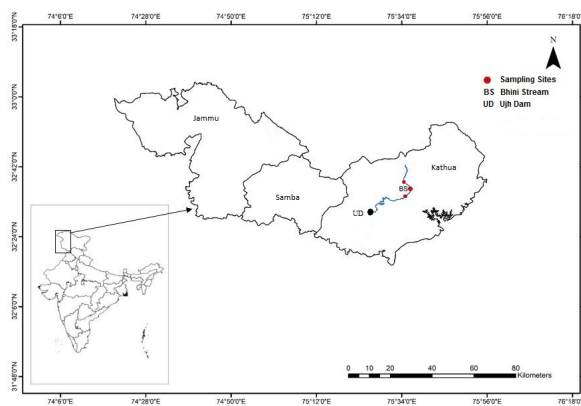 74°6'0"E 74°28'0"E 74°50'0"E 75°12'0"E 75°34'0"E 75°56'0"E 76°18'0"E
33°18'0"N
33°0'0"N
32°42'0"N
32°24'0"N
32°6'0"N
31°48'0"N
N
Sampling Sites
BS Bhini Stream
UD Ujh Dam
Jammu
Kathua
Samba
BS
UD
0 5 10 20 30 40 50 60 80
Kilometers
74°6'0"E 74°28'0"E 74°50'0"E 75°12'0"E 75°34'0"E 75°56'0"E 76°18'0"E